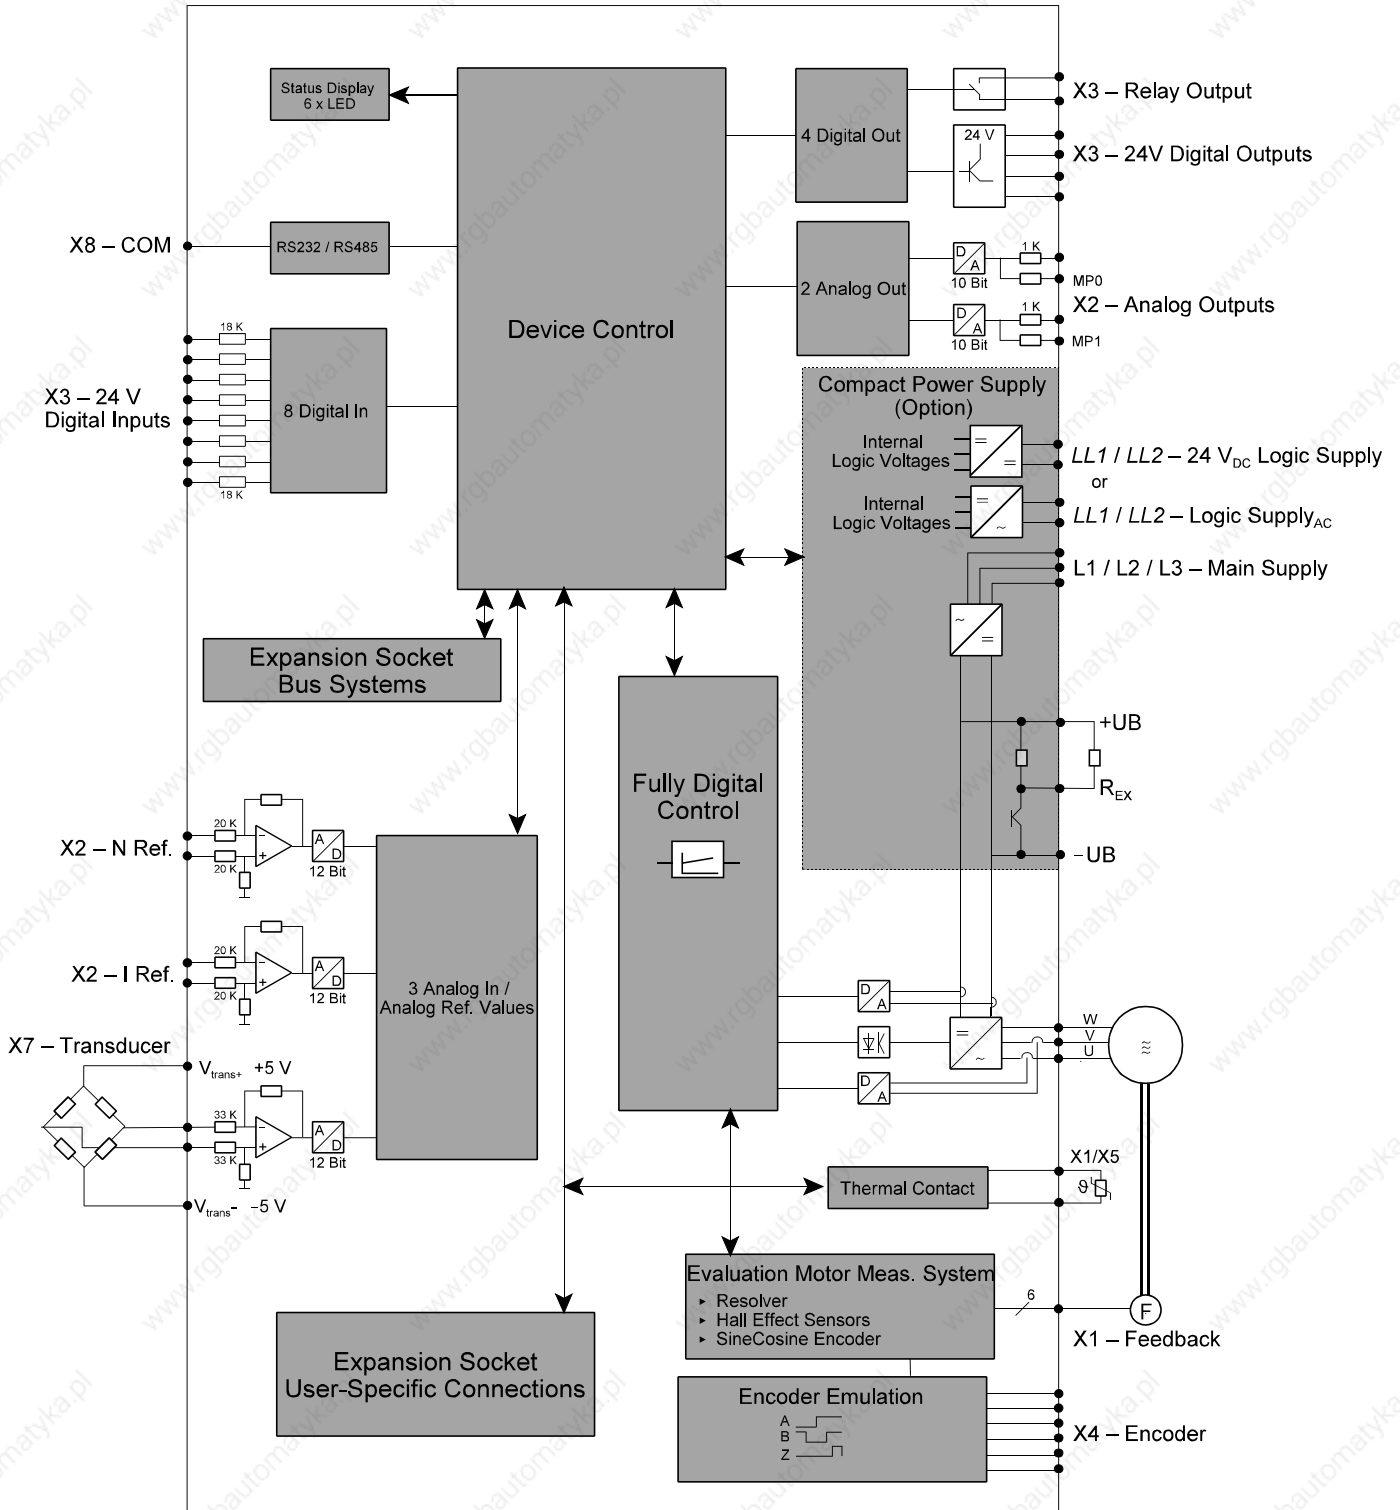 Status Display
6 x LED
X8 – COM
RS232 / RS485
18 K
X3 – 24 V
Digital Inputs
8 Digital In
18 K
Device Control
4 Digital Out
24 V
X3 – Relay Output
X3 – 24V Digital Outputs
2 Analog Out
D
A
10 Bit
1 K
MP0
X2 – Analog Outputs
D
A
10 Bit
1 K
MP1
Compact Power Supply
(Option)
Internal
Logic Voltages
=
=
LL1 / LL2 – 24 VDC Logic Supply
or
Internal
Logic Voltages
=
~
LL1 / LL2 – Logic SupplyAC
L1 / L2 / L3 – Main Supply
~
=
+UB
REX
–UB
Expansion Socket
Bus Systems
Fully Digital
Control
X2 – N Ref.
20 K
20 K
–
+
A
D
12 Bit
X2 – I Ref.
20 K
20 K
–
+
A
D
12 Bit
3 Analog In /
Analog Ref. Values
X7 – Transducer
Vtrans+ +5 V
33 K
33 K
–
+
A
D
12 Bit
Vtrans- –5 V
D
A
D
A
=
~
W
V
U
≈
Thermal Contact
X1/X5
ϑ
Evaluation Motor Meas. System
▸ Resolver
▸ Hall Effect Sensors
▸ SineCosine Encoder
6
F
X1 – Feedback
Expansion Socket
User-Specific Connections
Encoder Emulation
A
B
Z
X4 – Encoder
www.rgbautomatyka.pl